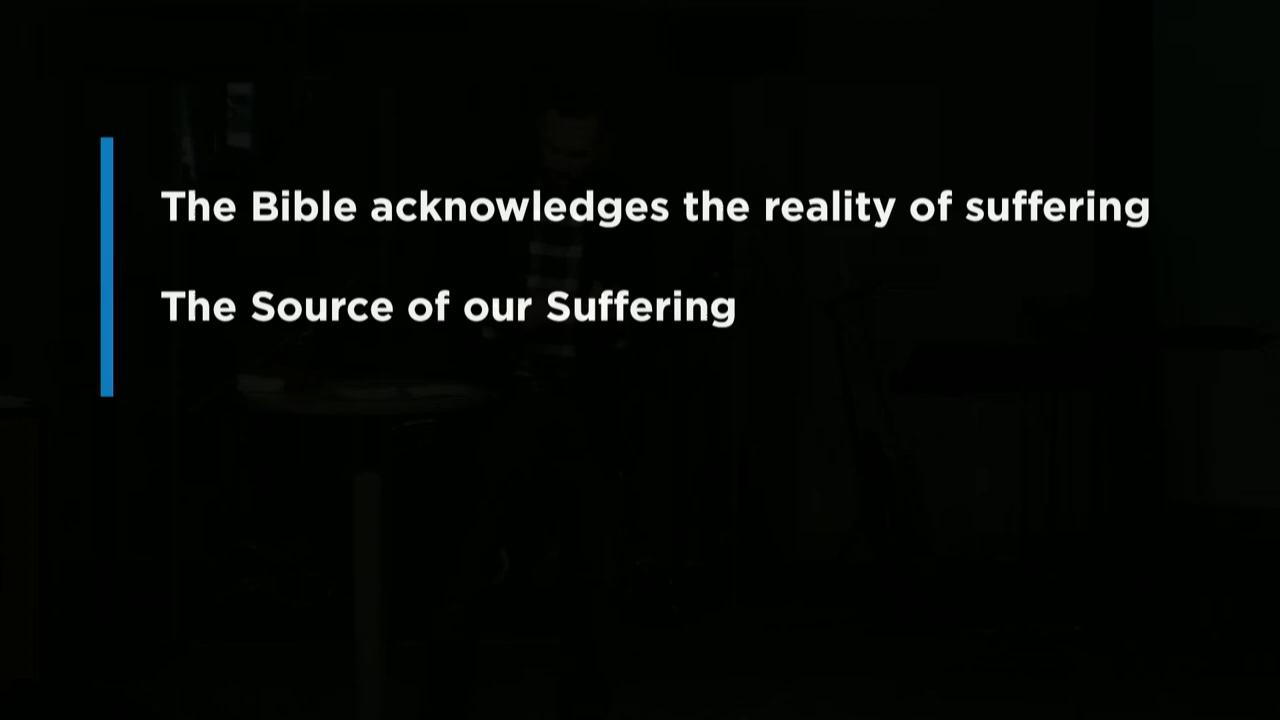 The Bible acknowledges the reality of suffering
The Source of our Suffering